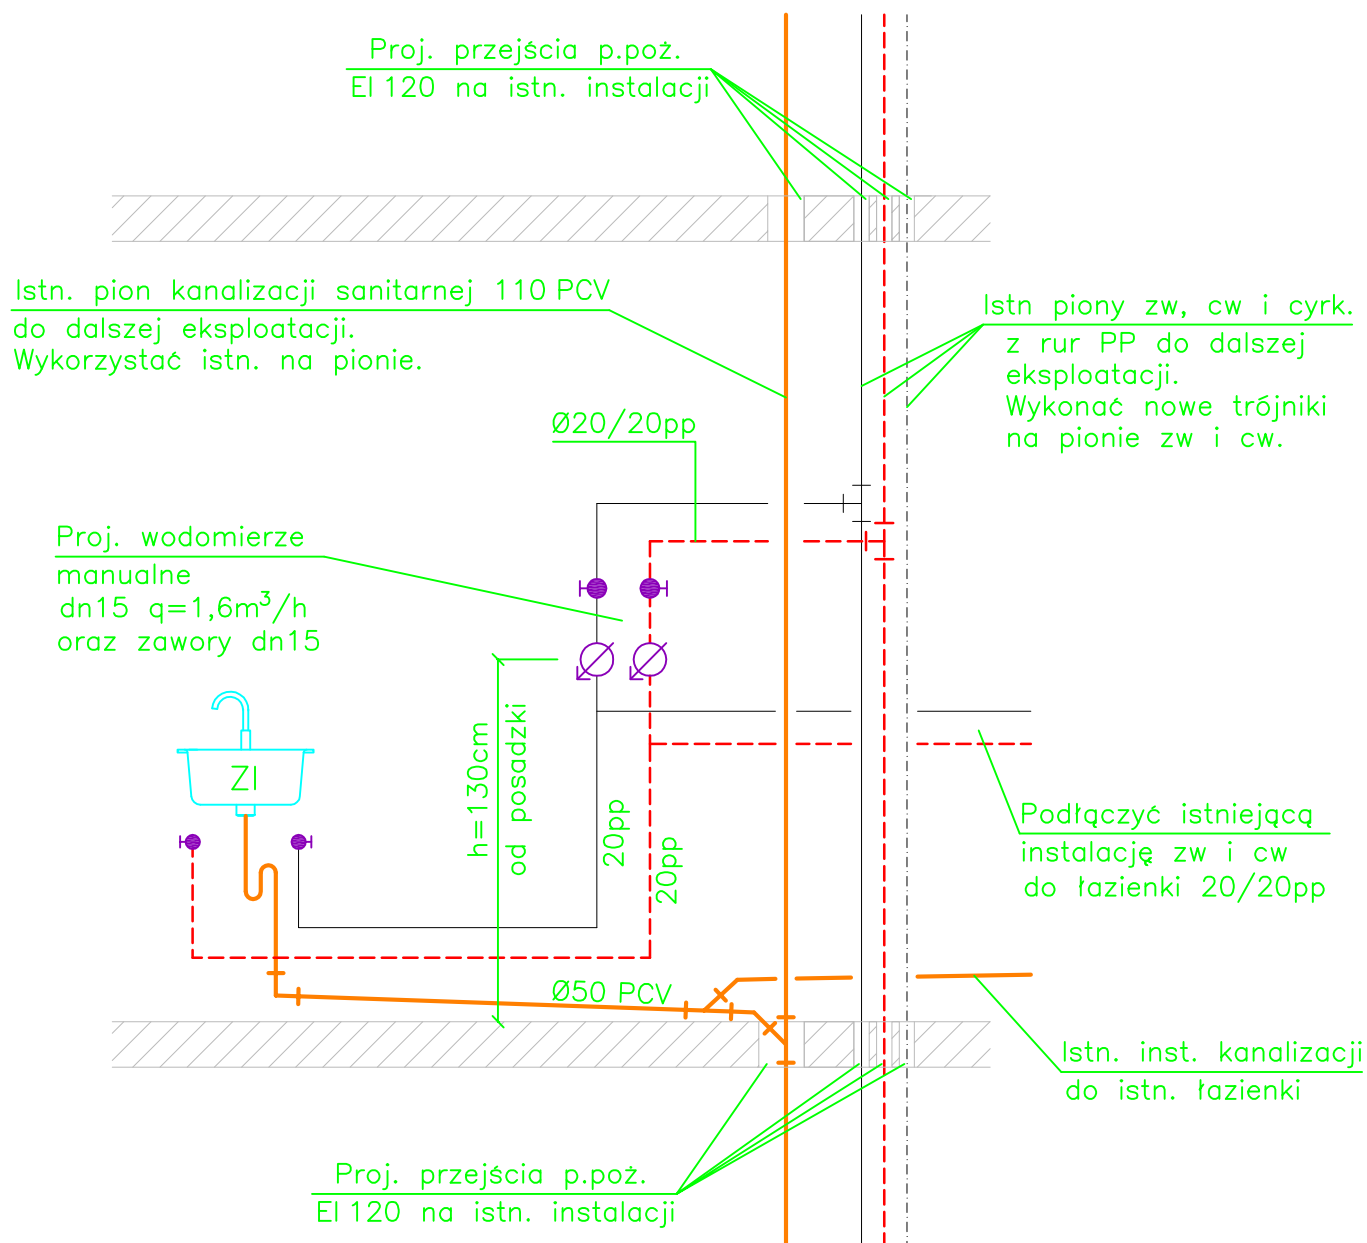 Proj. przejścia p.poż.
EI 120 na istn. instalacji
Istn. pion kanalizacji sanitarnej 110 PCV
do dalszej eksploatacji.
Wykorzystać istn. na pionie.
Istn piony zw, cw i cyrk.
z rur PP do dalszej
eksploatacji.
Wykonać nowe trójniki
na pionie zw i cw.
Ø20/20pp
Proj. wodomierze
manualne
dn15 q=1,6m³/h
oraz zawory dn15
ZI
h=130cm
od posadzki
20pp
20pp
Podłączyć istniejącą
instalację zw i cw
do łazienki 20/20pp
Ø50 PCV
Istn. inst. kanalizacji
do istn. łazienki
Proj. przejścia p.poż.
EI 120 na istn. instalacji